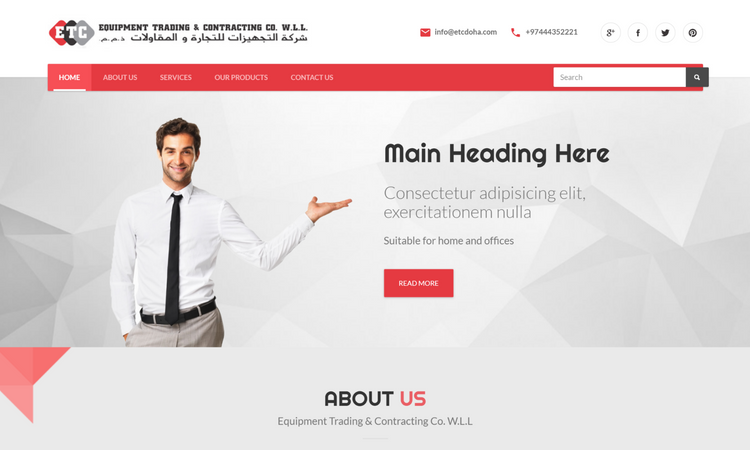 ETC
EQUIPMENT TRADING & CONTRACTING CO. W.L.L.
شركة التجهيزات للتجارة و المقاولات ذ.م.م
info@etcdoha.com
+97444352221
HOME
ABOUT US
SERVICES
OUR PRODUCTS
CONTACT US
Search
Main Heading Here
Consectetur adipisicing elit,
exercitationem nulla
Suitable for home and offices
READ MORE
ABOUT US
Equipment Trading & Contracting Co. W.L.L